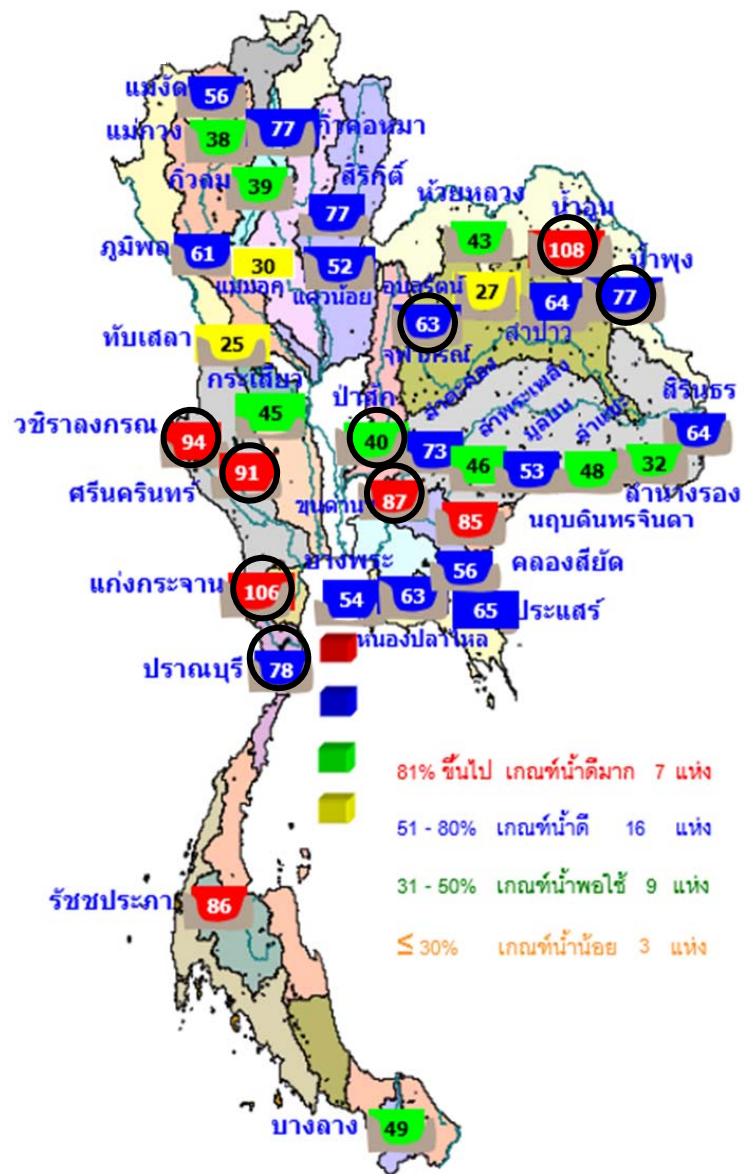 แม่งัด 56
แม่กวง 38
77 กิ่วคอหมา
กิ่วลม 39
สิริกิติ์ 77
ภูมิพล 61
30 แม่มอก
52 แควน้อย
ห้วยหลวง 43
น้ำอูน 108
น้ำพุง 77
อุบลรัตน์ 27
64 ลำปาว
63 จุฬาภรณ์
ทับเสลา 25
กระเสียว 45
ป่าสัก 40
ลำตะคอง 73
ลำพระเพลิง 46
มูลบน 53
ลำแชะ 48
32 ลำนางรอง
สิรินธร 64
วชิราลงกรณ 94
ศรีนครินทร 91
ขุนด่านฯ 87
85 นฤบดินทรจินดา
แก่งกระจาน 106
บางพระ 54
63 หนองปลาไหล
56 คลองสียัด
65 ประแสร์
ปราณบุรี 78
81% ขึ้นไป เกณฑ์น้ำดีมาก 7 แห่ง
51 - 80% เกณฑ์น้ำดี 16 แห่ง
31 - 50% เกณฑ์น้ำพอใช้ 9 แห่ง
≤ 30% เกณฑ์น้ำน้อย 3 แห่ง
รัชชประภา 86
บางลาง 49